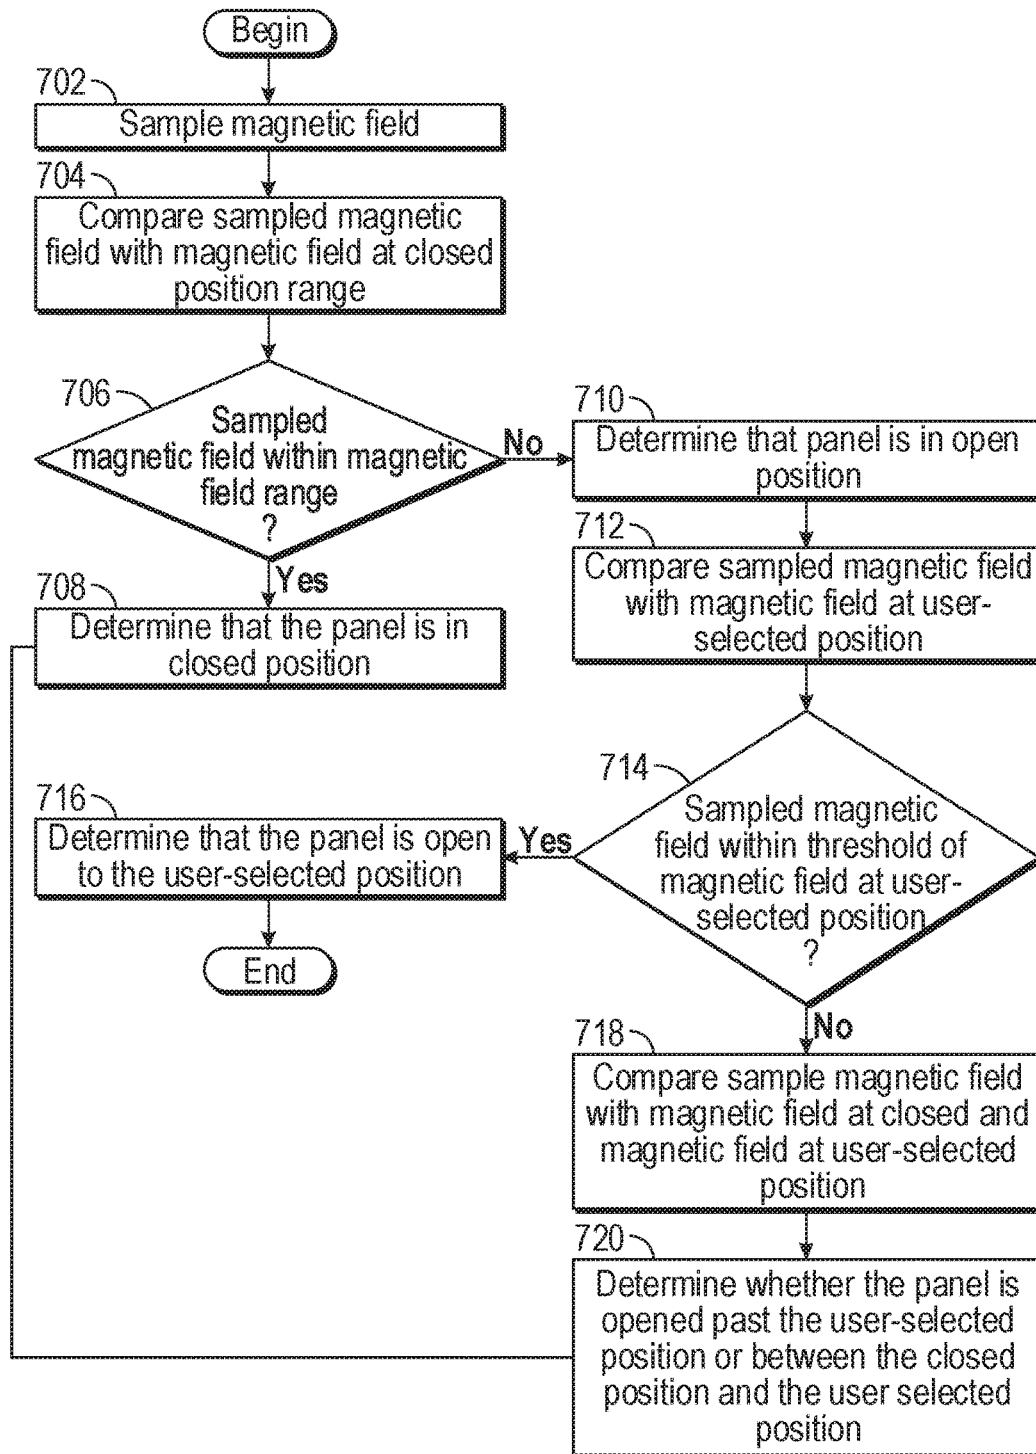 Begin
702
Sample magnetic field
704
Compare sampled magnetic
field with magnetic field at closed
position range
706
Sampled
magnetic field within magnetic
field range
?
No
Yes
708
Determine that the panel is in
closed position
710
Determine that panel is in open
position
712
Compare sampled magnetic field
with magnetic field at user-
selected position
714
Sampled magnetic
field within threshold of
magnetic field at user-
selected position
?
Yes
716
Determine that the panel is open
to the user-selected position
End
No
718
Compare sample magnetic field
with magnetic field at closed and
magnetic field at user-selected
position
720
Determine whether the panel is
opened past the user-selected
position or between the closed
position and the user selected
position